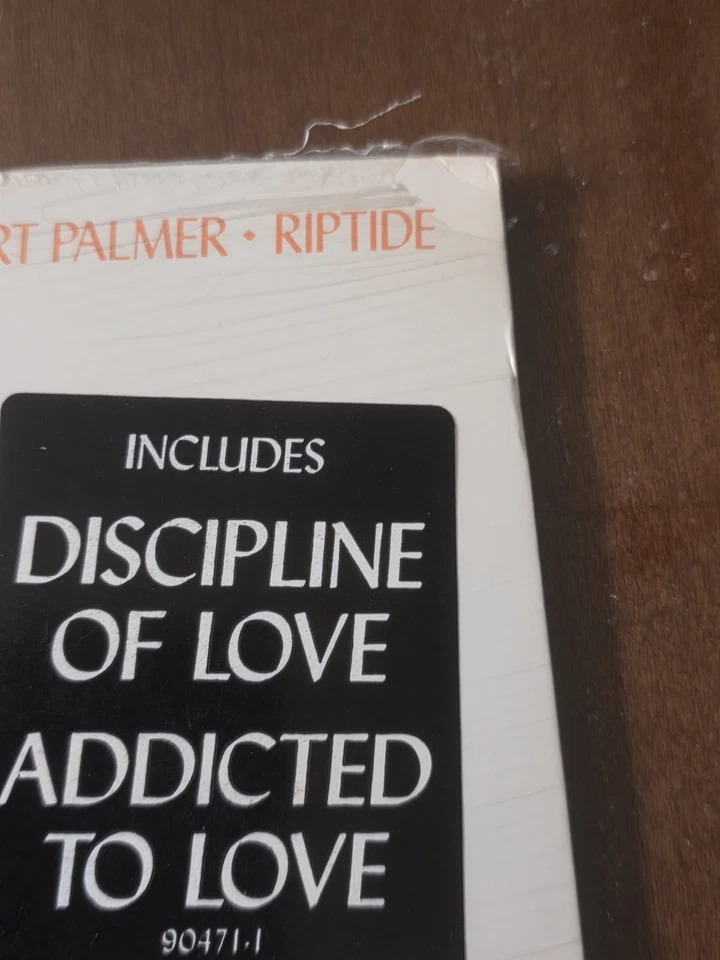 RT PALMER • RIPTIDE
INCLUDES
DISCIPLINE
OF LOVE
ADDICTED
TO LOVE
90471-1